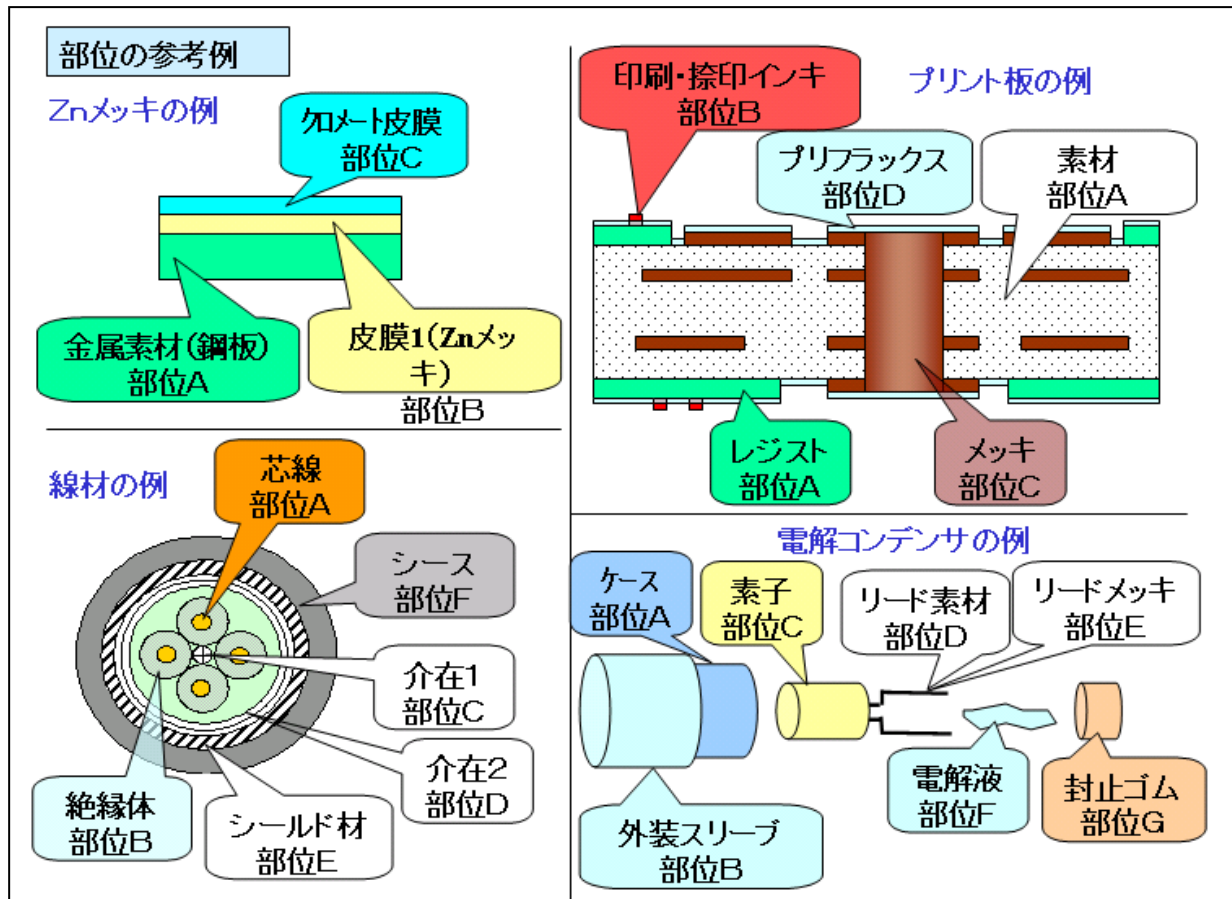 部位の参考例
Znメッキの例
クロメート皮膜
部位C
金属素材(鋼板)
部位A
皮膜1(Znメッ
キ)
部位B
プリント板の例
印刷・捺印インキ
部位B
プリフラックス
部位D
素材
部位A
レジスト
部位A
メッキ
部位C
線材の例
芯線
部位A
シース
部位F
介在1
部位C
介在2
部位D
絶縁体
部位B
シールド材
部位E
電解コンデンサの例
ケース
部位A
素子
部位C
リード素材
部位D
リードメッキ
部位E
外装スリーブ
部位B
電解液
部位F
封止ゴム
部位G